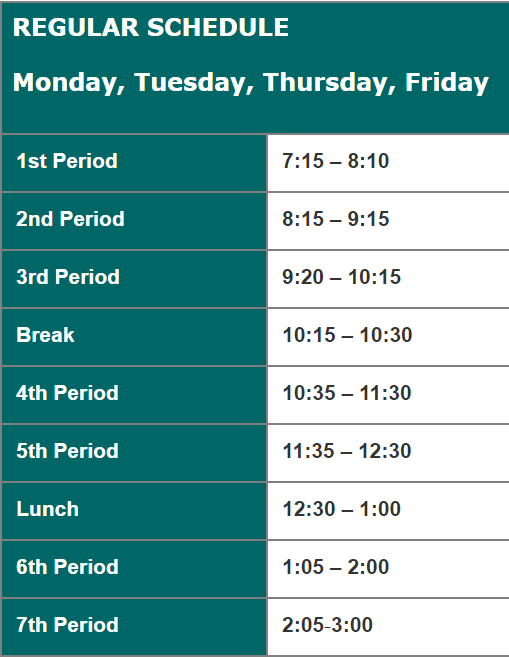 REGULAR SCHEDULE
Monday, Tuesday, Thursday, Friday
1st Period 7:15 – 8:10
2nd Period 8:15 – 9:15
3rd Period 9:20 – 10:15
Break 10:15 – 10:30
4th Period 10:35 – 11:30
5th Period 11:35 – 12:30
Lunch 12:30 – 1:00
6th Period 1:05 – 2:00
7th Period 2:05-3:00